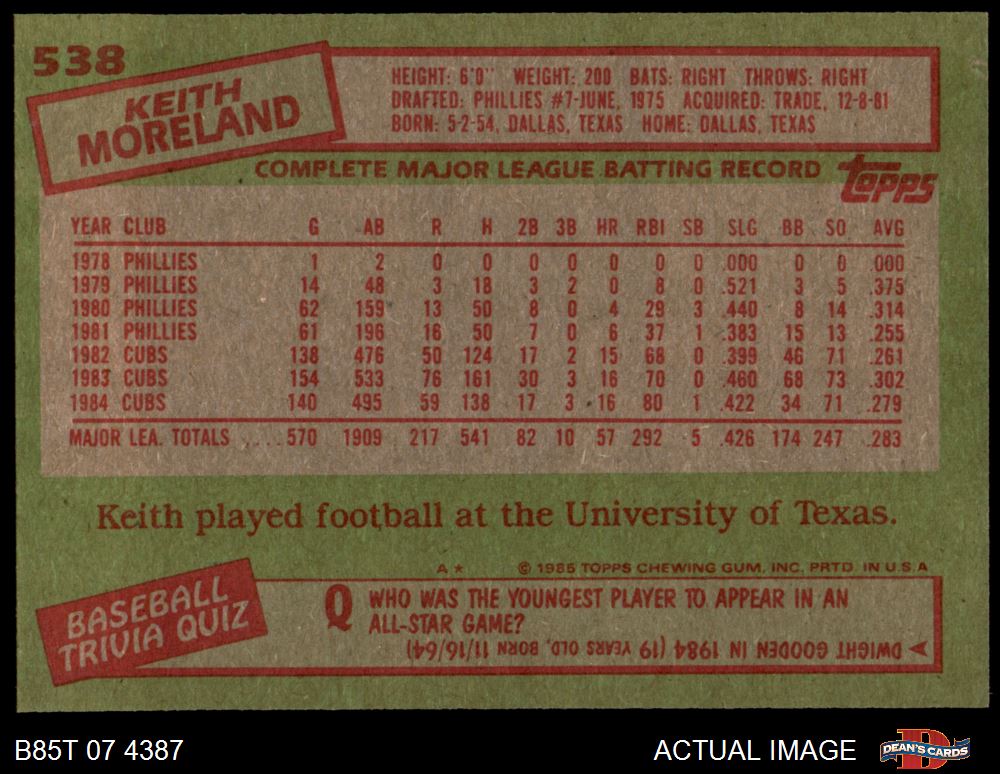 538
KEITH
MORELAND
HEIGHT: 6'0" WEIGHT: 200 BATS: RIGHT THROWS: RIGHT
DRAFTED: PHILLIES #7-JUNE, 1975 ACQUIRED: TRADE, 12-8-81
BORN: 5-2-54, DALLAS, TEXAS HOME: DALLAS, TEXAS
COMPLETE MAJOR LEAGUE BATTING RECORD
topps
YEAR CLUB G AB R H 2B 3B HR RBI SB SLG BB SO AVG
1978 PHILLIES 1 2 0 0 0 0 0 0 0 .000 0 0 .000
1979 PHILLIES 14 48 3 18 3 2 0 8 0 .521 3 5 .375
1980 PHILLIES 62 159 13 50 8 0 4 29 3 .440 8 14 .314
1981 PHILLIES 61 196 16 50 7 0 6 37 1 .383 15 13 .255
1982 CUBS 138 476 50 124 17 2 15 68 0 .399 46 71 .261
1983 CUBS 154 533 76 161 30 3 16 70 0 .460 68 73 .302
1984 CUBS 140 495 59 138 17 3 16 80 1 .422 34 71 .279
MAJOR LEA. TOTALS ....570 1909 217 541 82 10 57 292 5 .426 174 247 .283
Keith played football at the University of Texas.
A* © 1985 TOPPS CHEWING GUM, INC. PRTD. IN U.S.A
BASEBALL
TRIVIA QUIZ
Q WHO WAS THE YOUNGEST PLAYER TO APPEAR IN AN
ALL-STAR GAME?
DWIGHT GOODEN IN 1984 (19 YEARS OLD, BORN 11/16/64)
B85T 07 4387
ACTUAL IMAGE
DEAN'S CARDS